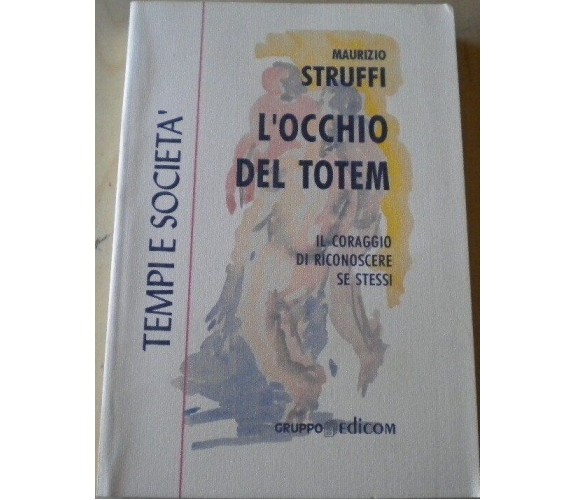 MAURIZIO
STRUFFI
L'OCCHIO
DEL TOTEM
IL CORAGGIO
DI RICONOSCERE
SE STESSI
TEMPI E SOCIETA'
GRUPPO edicom